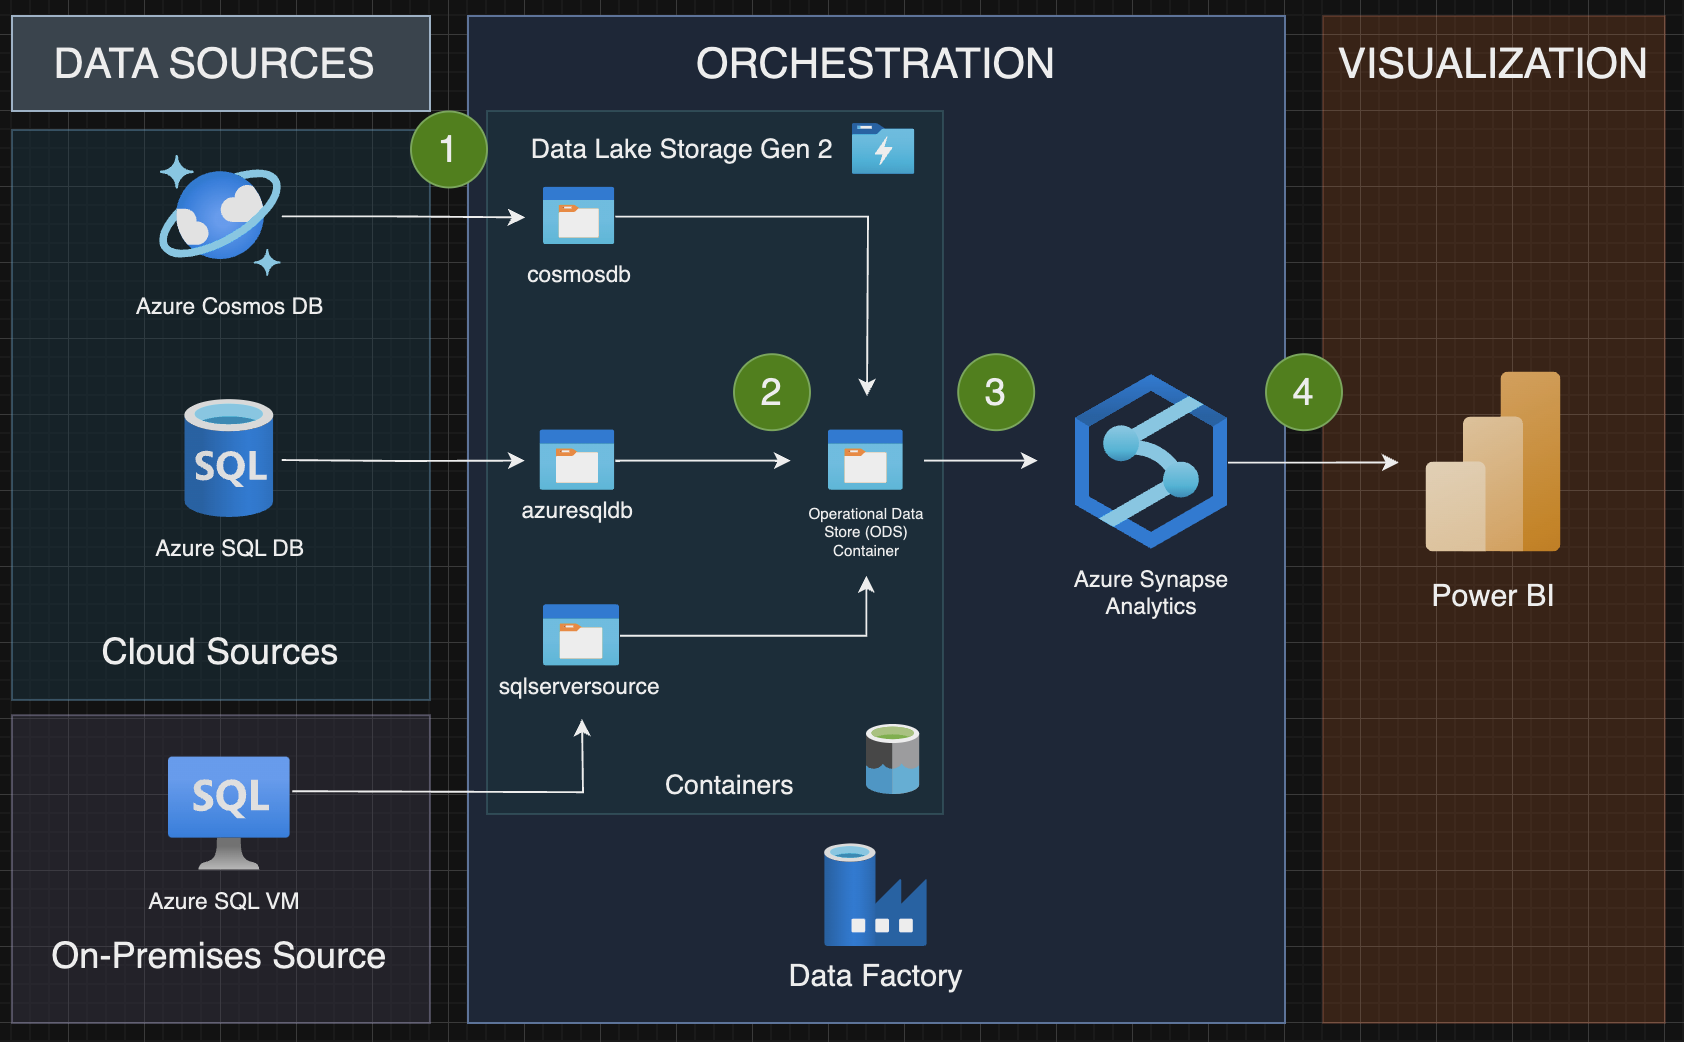 DATA SOURCES
ORCHESTRATION
VISUALIZATION
1
Data Lake Storage Gen 2
cosmosdb
Azure Cosmos DB
2
3
4
SQL
azuresqldb
Operational Data
Store (ODS)
Container
Azure SQL DB
Azure Synapse
Analytics
Power BI
Cloud Sources
sqlserversource
SQL
Containers
Azure SQL VM
On-Premises Source
Data Factory